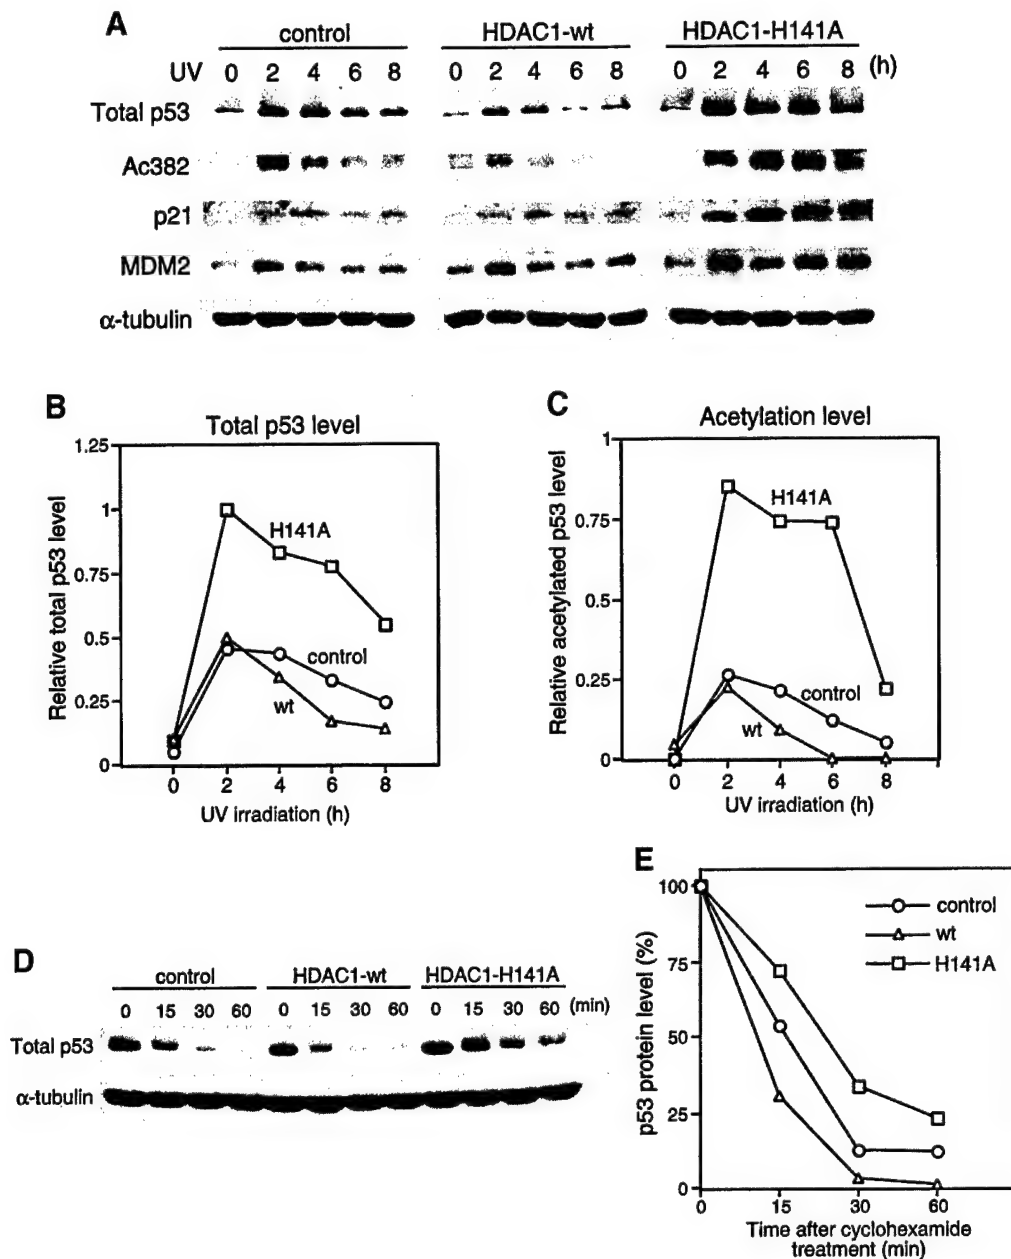 A
control HDAC1-wt HDAC1-H141A
UV 0 2 4 6 8 0 2 4 6 8 0 2 4 6 8 (h)
Total p53
Ac382
p21
MDM2
α-tubulin
B
Total p53 level
Relative total p53 level
1.25
1
0.75
0.5
0.25
0
H141A
control
wt
0 2 4 6 8
UV irradiation (h)
C
Acetylation level
Relative acetylated p53 level
1
0.75
0.5
0.25
0
H141A
control
wt
0 2 4 6 8
UV irradiation (h)
D
control HDAC1-wt HDAC1-H141A
0 15 30 60 0 15 30 60 0 15 30 60 (min)
Total p53
α-tubulin
E
p53 protein level (%)
100
75
50
25
0
control
wt
H141A
0 15 30 60
Time after cyclohexamide
treatment (min)